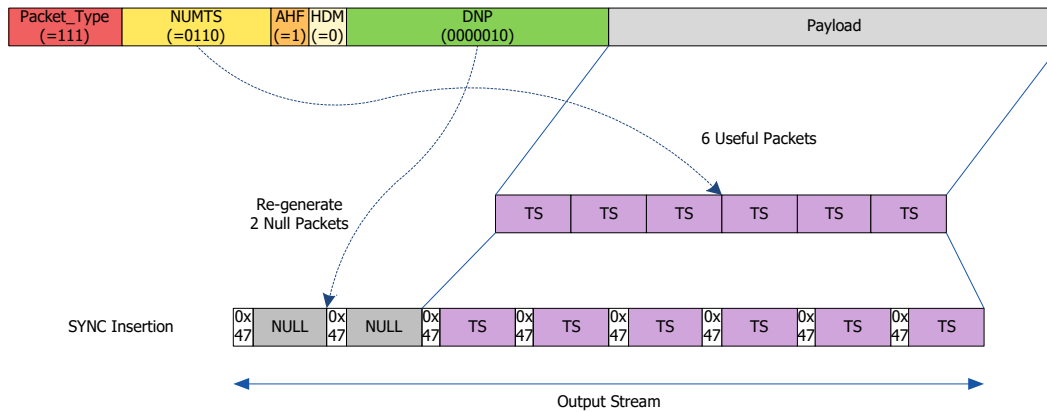 Packet_Type
(=111)
NUMTS
(=0110)
AHF
(=1)
HDM
(=0)
DNP
(0000010)
Payload
6 Useful Packets
Re-generate
2 Null Packets
TS TS TS TS TS TS
SYNC Insertion
0x
47
NULL
0x
47
NULL
0x
47
TS
0x
47
TS
0x
47
TS
0x
47
TS
0x
47
TS
0x
47
TS
Output Stream